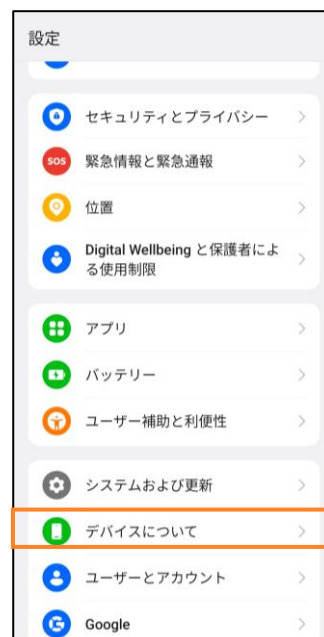 設定
セキュリティとプライバシー
SOS
緊急情報と緊急通報
位置
Digital Wellbeing と保護者によ
る使用制限
アプリ
バッテリー
ユーザー補助と利便性
システムおよび更新
デバイスについて
ユーザーとアカウント
Google